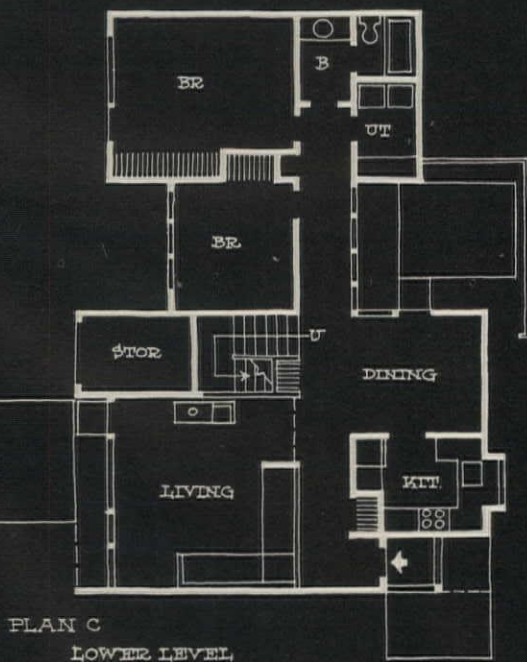 BR
B
UT
BR
STOR
U
DINING
LIVING
KIT.
PLAN C
LOWER LEVEL